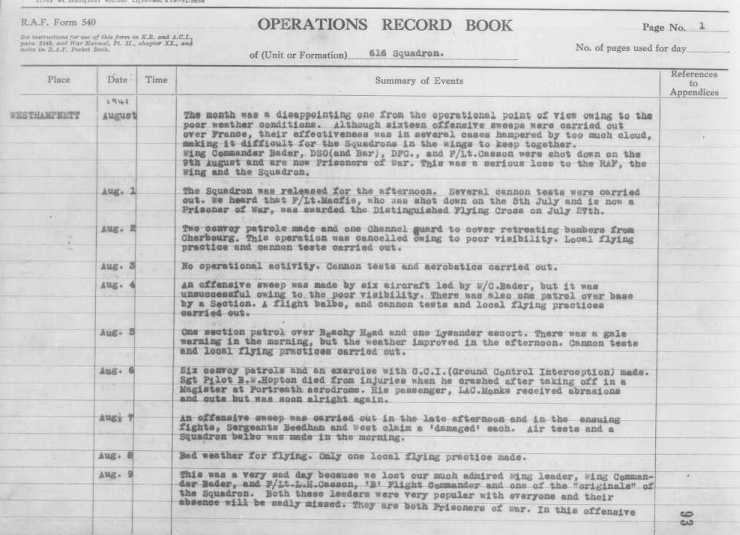 R.A.F. Form 540
OPERATIONS RECORD BOOK
Page No. 1
See instructions for use of this form in K.R. and A.C.I.,
para. 2349, and War Manual, Pt. II., chapter XX., and
notes in R.A.F. Pocket Book.
of (Unit or Formation) 616 Squadron.
No. of pages used for day
Place Date Time Summary of Events References to Appendices
1941
WESTHAMPNETT August The month was a disappointing one from the operational point of view owing to the
poor weather conditions. Although sixteen offensive sweeps were carried out
over France, their effectiveness was in several cases hampered by too much cloud,
making it difficult for the Squadrons in the wings to keep together.
Wing Commander Bader, DSO(and Bar), DFC., and F/Lt.Casson were shot down on the
9th August and are now Prisoners of War. This was a serious loss to the RAF, the
Wing and the Squadron.
Aug. 1 The Squadron was released for the afternoon. Several cannon tests were carried
out. We heard that F/Lt.Macfie, who was shot down on the 5th July and is now a
Prisoner of War, was awarded the Distinguished Flying Cross on July 27th.
Aug. 2 Two convoy patrols made and one Channel guard to cover retreating bombers from
Cherbourg. This operation was cancelled owing to poor visibility. Local flying
practice and cannon tests carried out.
Aug. 3 No operational activity. Cannon tests and aerobatics carried out.
Aug. 4 An offensive sweep was made by six aircraft led by W/C.Bader, but it was
unsuccessful owing to the poor visibility. There was also one patrol over base
by a Section. A flight balbo, and cannon tests and local flying practices
carried out.
Aug. 5 One section patrol over Beachy Head and one Lysander escort. There was a gale
warning in the morning, but the weather improved in the afternoon. Cannon tests
and local flying practices carried out.
Aug. 6 Six convoy patrols and an exercise with G.C.I.(Ground Control Interception) made.
Sgt Pilot B.W.Hopton died from injuries when he crashed after taking off in a
Magister at Portreath aerodrome. His passenger, LAC.Monks received abrasions
and cuts but was soon alright again.
Aug. 7 An offensive sweep was carried out in the late afternoon and in the ensuing
fights, Sergeants Beedham and West claim a 'damaged' each. Air tests and a
Squadron balbo was made in the morning.
Aug. 8 Bad weather for flying. Only one local flying practice made.
Aug. 9 This was a very sad day because we lost our much admired Wing leader, Wing Comman-
der Bader, and F/Lt.L.H.Casson, 'B' Flight Commander and one of the "originals" of
the Squadron. Both these leaders were very popular with everyone and their
absence will be sadly missed. They are both Prisoners of War. In this offensive
93